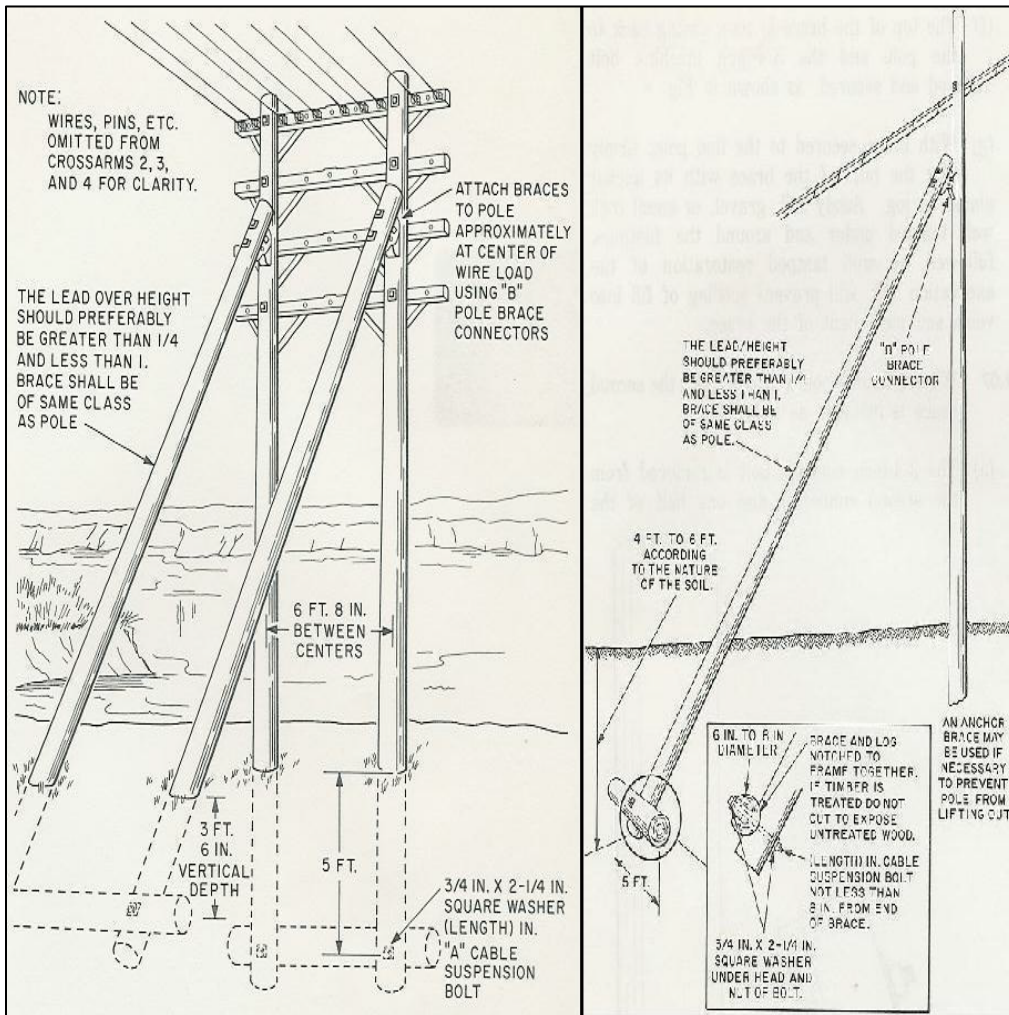 NOTE:
WIRES, PINS, ETC.
OMITTED FROM
CROSSARMS 2, 3,
AND 4 FOR CLARITY.
ATTACH BRACES
TO POLE
APPROXIMATELY
AT CENTER OF
WIRE LOAD
USING "B"
POLE BRACE
CONNECTORS
THE LEAD OVER HEIGHT
SHOULD PREFERABLY
BE GREATER THAN 1/4
AND LESS THAN 1.
BRACE SHALL BE
OF SAME CLASS
AS POLE
6 FT. 8 IN.
BETWEEN
CENTERS
3 FT.
6 IN.
VERTICAL
DEPTH
5 FT.
3/4 IN. X 2-1/4 IN.
SQUARE WASHER
(LENGTH) IN.
"A" CABLE
SUSPENSION
BOLT
THE LEAD/HEIGHT
SHOULD PREFERABLY
BE GREATER THAN 1/4
AND LESS THAN 1.
BRACE SHALL BE
OF SAME CLASS
AS POLE.
POLE
BRACE
CONNECTOR
4 FT. TO 6 FT.
ACCORDING
TO THE NATURE
OF THE SOIL.
5 FT.
6 IN. TO 8 IN.
DIAMETER
BRACE AND LOG
NOTCHED TO
FRAME TOGETHER.
IF TIMBER IS
TREATED DO NOT
CUT TO EXPOSE
UNTREATED WOOD.
(LENGTH) IN. CABLE
SUSPENSION BOLT
NOT LESS THAN
8 IN. FROM END
OF BRACE.
3/4 IN. X 2-1/4 IN.
SQUARE WASHER
UNDER HEAD AND
NUT OF BOLT.
AN ANCHOR
BRACE MAY
BE USED IF
NECESSARY
TO PREVENT
POLE FROM
LIFTING OUT